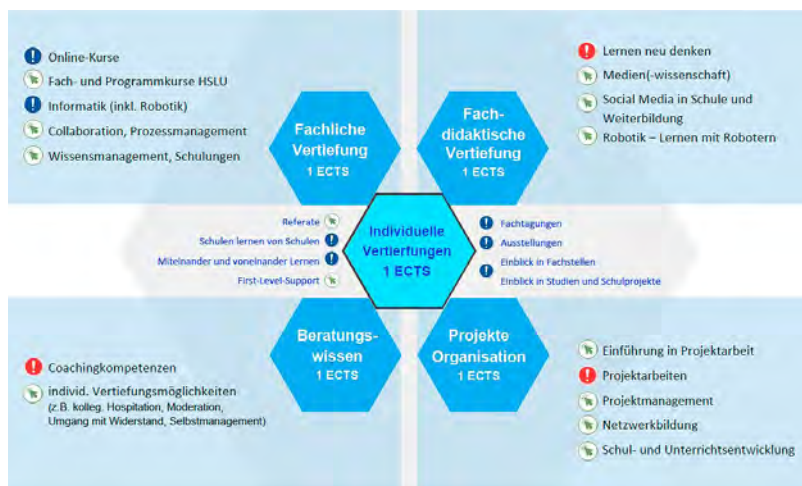 Online-Kurse
Fach- und Programmkurse HSLU
Informatik (inkl. Robotik)
Collaboration, Prozessmanagement
Wissensmanagement, Schulungen
Fachliche
Vertiefung
1 ECTS
Fach-
didaktische
Vertiefung
1 ECTS
Lernen neu denken
Medien(-wissenschaft)
Social Media in Schule und
Weiterbildung
Robotik – Lernen mit Robotern
Referate
Schulen lernen von Schulen
Miteinander und voneinander Lernen
First-Level-Support
Individuelle
Vertierfungen
1 ECTS
Fachtagungen
Ausstellungen
Einblick in Fachstellen
Einblick in Studien und Schulprojekte
Coachingkompetenzen
individ. Vertiefungsmöglichkeiten
(z.B. kolleg. Hospitation, Moderation,
Umgang mit Widerstand, Selbstmanagement)
Beratungs-
wissen
1 ECTS
Projekte
Organisation
1 ECTS
Einführung in Projektarbeit
Projektarbeiten
Projektmanagement
Netzwerkbildung
Schul- und Unterrichtsentwicklung